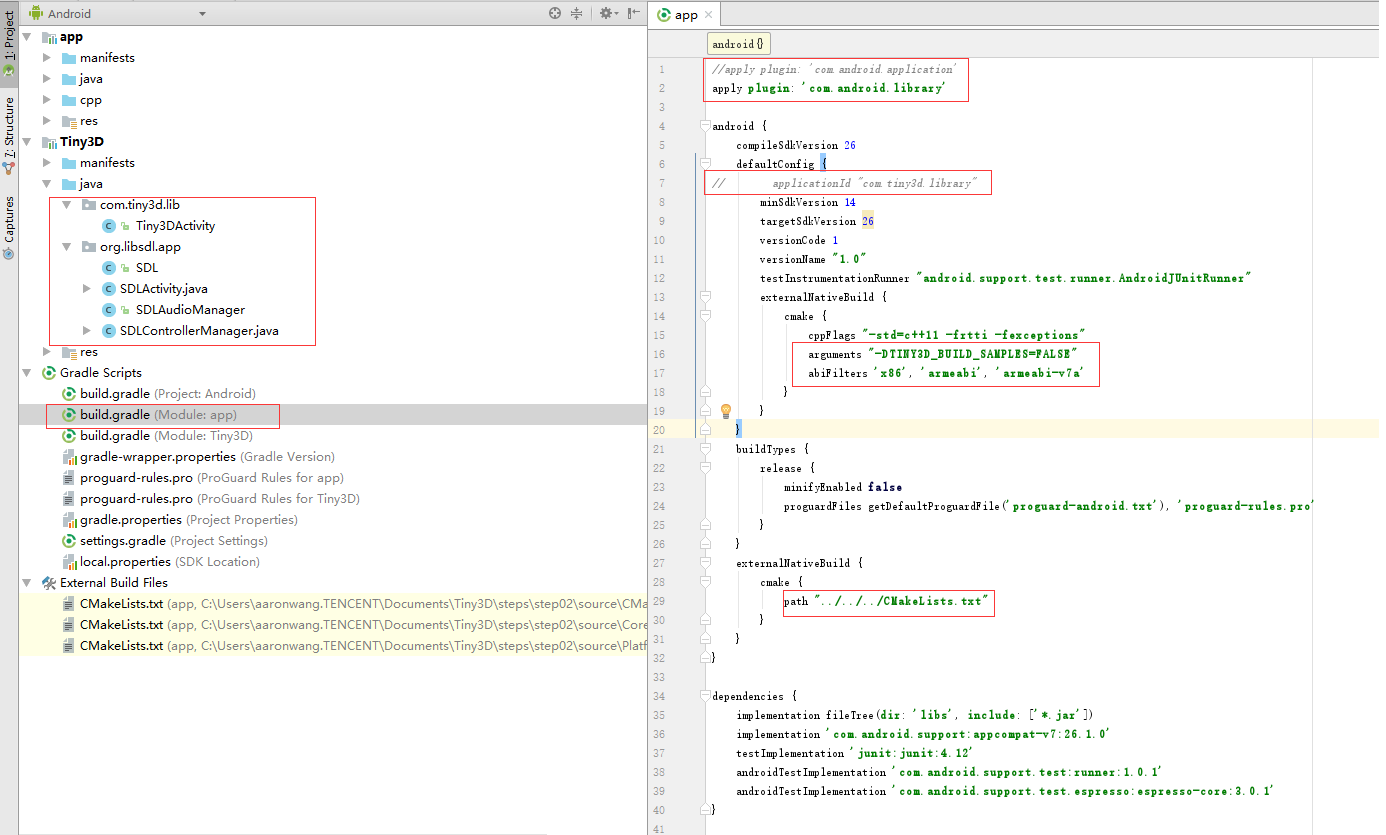 1: Project
7: Structure
Captures
Android
app
manifests
java
cpp
res
Tiny3D
manifests
java
com.tiny3d.lib
Tiny3DActivity
org.libsdl.app
SDL
SDLActivity.java
SDLAudioManager
SDLControllerManager.java
res
Gradle Scripts
build.gradle (Project: Android)
build.gradle (Module: app)
build.gradle (Module: Tiny3D)
gradle-wrapper.properties (Gradle Version)
proguard-rules.pro (ProGuard Rules for app)
proguard-rules.pro (ProGuard Rules for Tiny3D)
gradle.properties (Project Properties)
settings.gradle (Project Settings)
local.properties (SDK Location)
External Build Files
CMakeLists.txt (app, C:\Users\aaronwang.TENCENT\Documents\Tiny3D\steps\step02\source\CMa
CMakeLists.txt (app, C:\Users\aaronwang.TENCENT\Documents\Tiny3D\steps\step02\source\Core
CMakeLists.txt (app, C:\Users\aaronwang.TENCENT\Documents\Tiny3D\steps\step02\source\Platf
app
android{}
1 //apply plugin: 'com.android.application'
2 apply plugin: 'com.android.library'
3
4 android {
5 compileSdkVersion 26
6 defaultConfig {
7 // applicationId "com.tiny3d.library"
8 minSdkVersion 14
9 targetSdkVersion 26
10 versionCode 1
11 versionName "1.0"
12 testInstrumentationRunner "android.support.test.runner.AndroidJUnitRunner"
13 externalNativeBuild {
14 cmake {
15 cppFlags "-std=c++11 -frtti -fexceptions"
16 arguments "-DTINY3D_BUILD_SAMPLES=FALSE"
17 abiFilters 'x86', 'armeabi', 'armeabi-v7a'
18 }
19 }
20 }
21 buildTypes {
22 release {
23 minifyEnabled false
24 proguardFiles getDefaultProguardFile('proguard-android.txt'), 'proguard-rules.pro'
25 }
26 }
27 externalNativeBuild {
28 cmake {
29 path "../../../CMakeLists.txt"
30 }
31 }
32 }
33
34 dependencies {
35 implementation fileTree(dir: 'libs', include: ['*.jar'])
36 implementation 'com.android.support:appcompat-v7:26.1.0'
37 testImplementation 'junit:junit:4.12'
38 androidTestImplementation 'com.android.support.test:runner:1.0.1'
39 androidTestImplementation 'com.android.support.test.espresso:espresso-core:3.0.1'
40 }
41